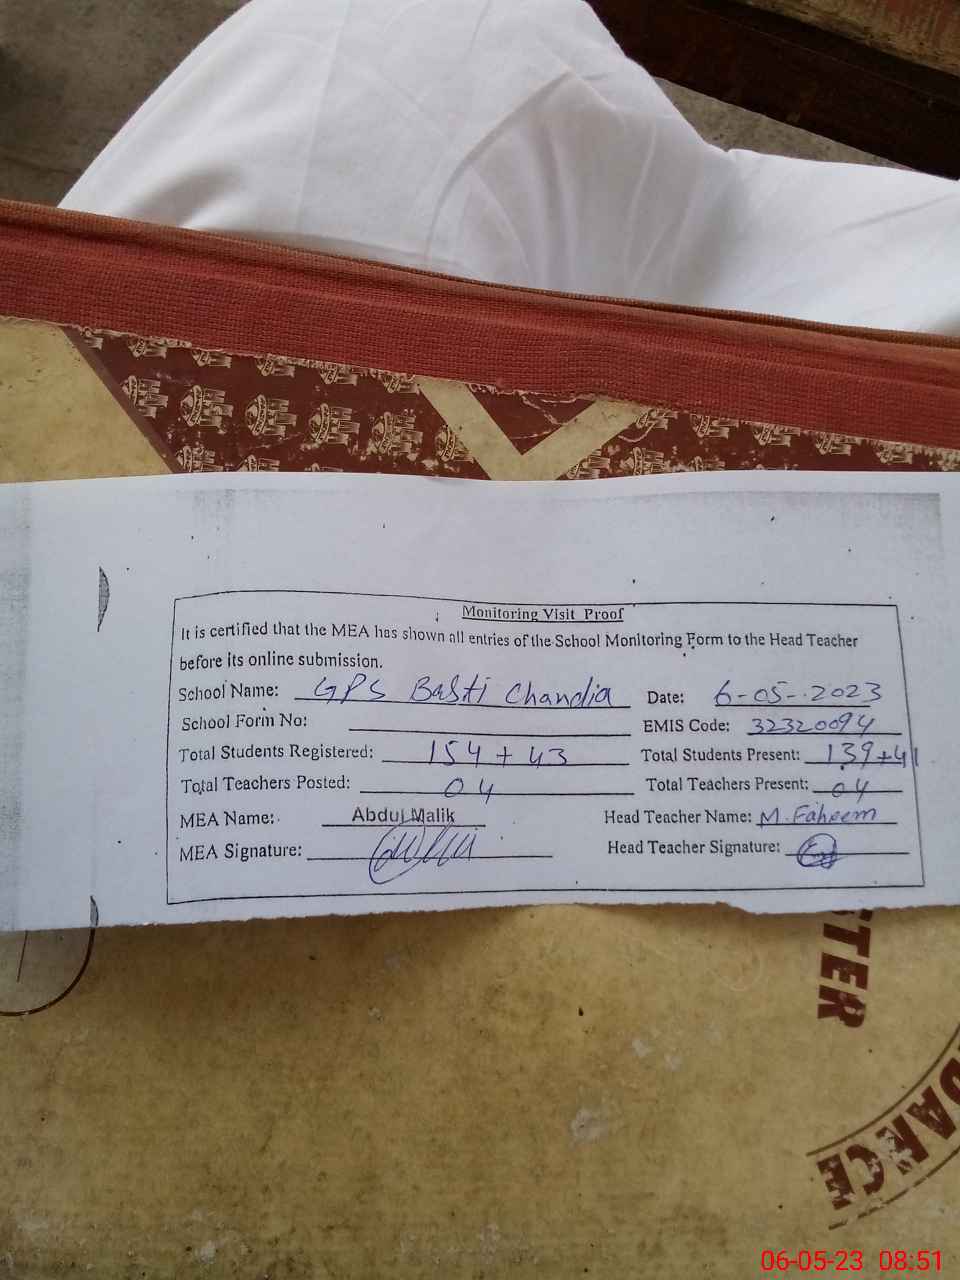 Monitoring Visit Proof
It is certified that the MEA has shown all entries of the School Monitoring Form to the Head Teacher
before its online submission.
School Name: GPS Basti Chandia Date: 6-05-2023
School Form No: EMIS Code: 32320094
Total Students Registered: 154 + 43 Total Students Present: 139+41
Total Teachers Posted: 04 Total Teachers Present: 04
MEA Name: Abdul Malik Head Teacher Name: M. Faheem
MEA Signature: Head Teacher Signature:
06-05-23 08:51